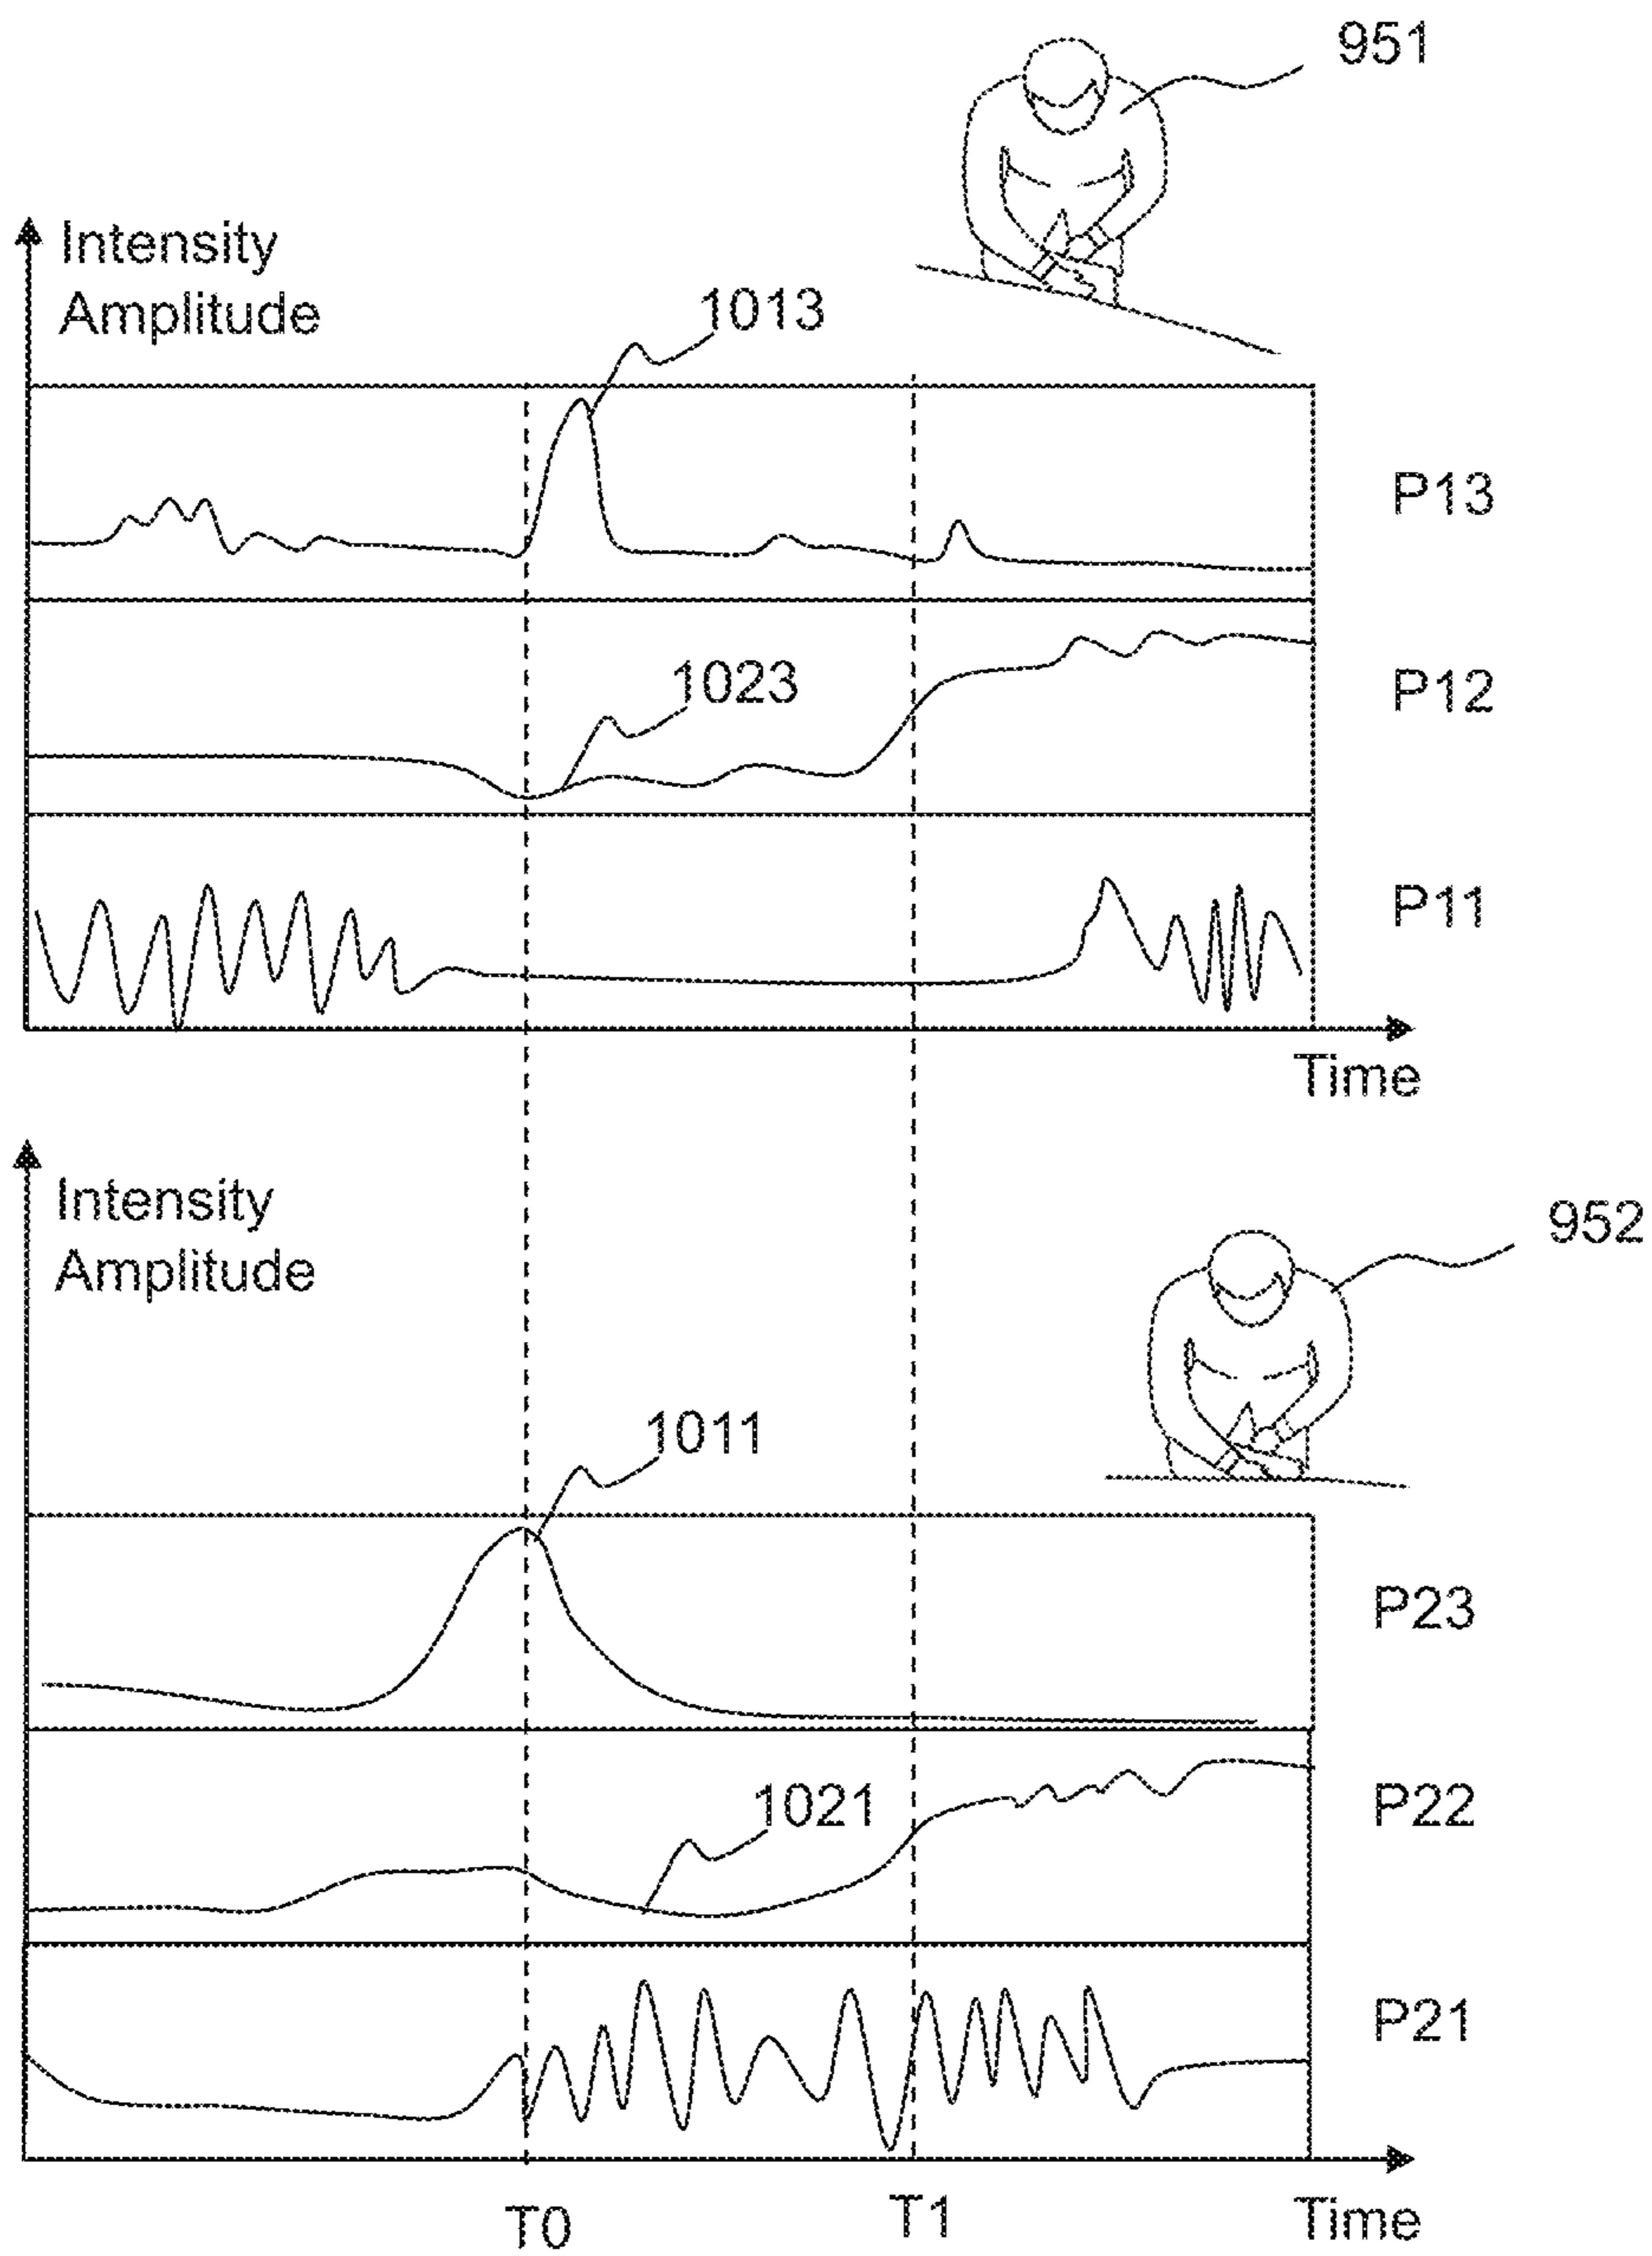 951
Intensity
Amplitude
1013
P13
1023
P12
P11
Time
Intensity
Amplitude
952
1011
P23
1021
P22
P21
T0
T1
Time